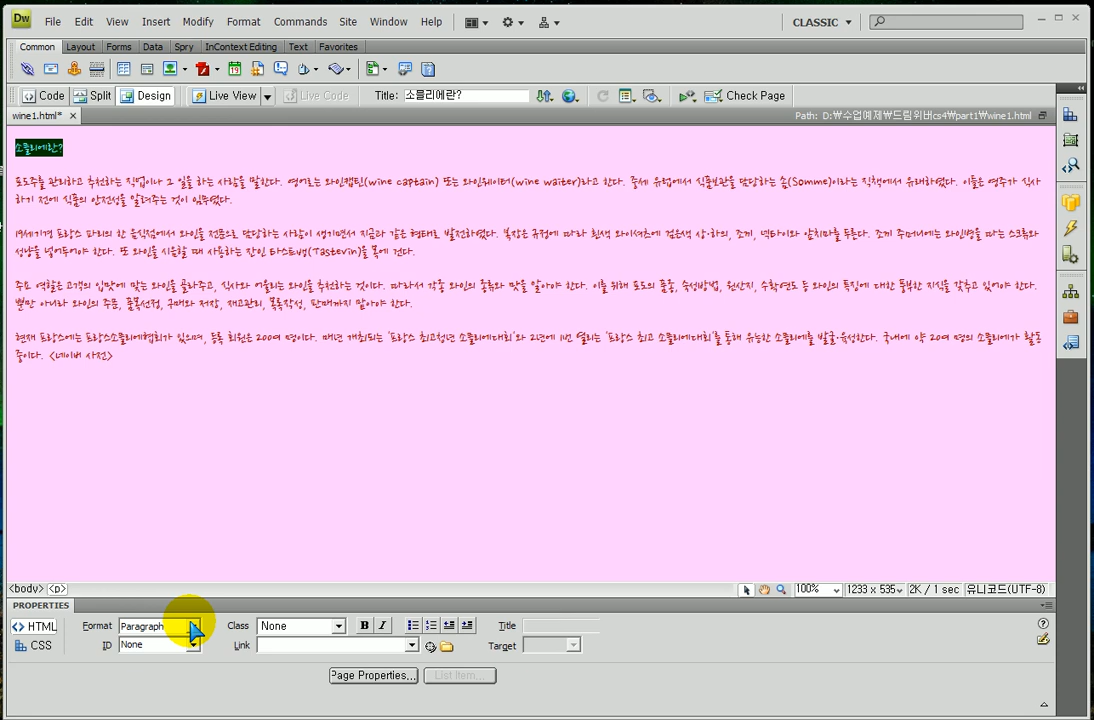 Dw File Edit View Insert Modify Format Commands Site Window Help CLASSIC
Common Layout Forms Data Spry InContext Editing Text Favorites
Code Split Design Live View Live Code Title: 소믈리에란? Check Page
wine1.html* Path: D:₩수업예제₩드림위버cs4₩part1₩wine1.html
소믈리에란?
포도주를 관리하고 추천하는 직업이나 그 일을 하는 사람을 말한다. 영어로는 와인캡틴(wine captain) 또는 와인웨이터(wine waiter)라고 한다. 중세 유럽에서 식품보관을 담당하는 솜(Somme)이라는 직책에서 유래하였다. 이들은 영주가 식사
하기 전에 식품의 안전성을 알려주는 것이 임무였다.
19세기경 프랑스 파리의 한 음식점에서 와인을 전문으로 담당하는 사람이 생기면서 지금과 같은 형태로 발전하였다. 복장은 규정에 따라 흰색 와이셔츠에 검은색 상·하의, 조끼, 넥타이와 앞치마를 두른다. 조끼 주머니에는 와인병을 따는 스크류와
성냥을 넣어두어야 한다. 또 와인을 시음할 때 사용하는 잔인 타스트뱅(Tastevin)을 목에 건다.
주요 역할은 고객의 입맛에 맞는 와인을 골라주고, 식사와 어울리는 와인을 추천하는 것이다. 따라서 각종 와인의 종류와 맛을 알아야 한다. 이를 위해 포도의 품종, 숙성방법, 원산지, 수확연도 등 와인의 특징에 대한 풍부한 지식을 갖추고 있어야 한다.
뿐만 아니라 와인의 주문, 품목선정, 구매와 저장, 재고관리, 목록작성, 판매까지 맡아야 한다.
현재 프랑스에는 프랑스소믈리에협회가 있으며, 등록 회원은 200여 명이다. 매년 개최되는 '프랑스 최고청년 소믈리에대회'와 2년에 1번 열리는 '프랑스 최고 소믈리에대회'를 통해 유능한 소믈리에를 발굴·육성한다. 국내에 약 20여 명의 소믈리에가 활동
중이다. <네이버 사전>
<body> <p> 100% 1233 x 535 2K / 1 sec 유니코드(UTF-8)
PROPERTIES
<> HTML Format Paragraph Class None B I Title
CSS ID None Link Target
Page Properties... List Item...